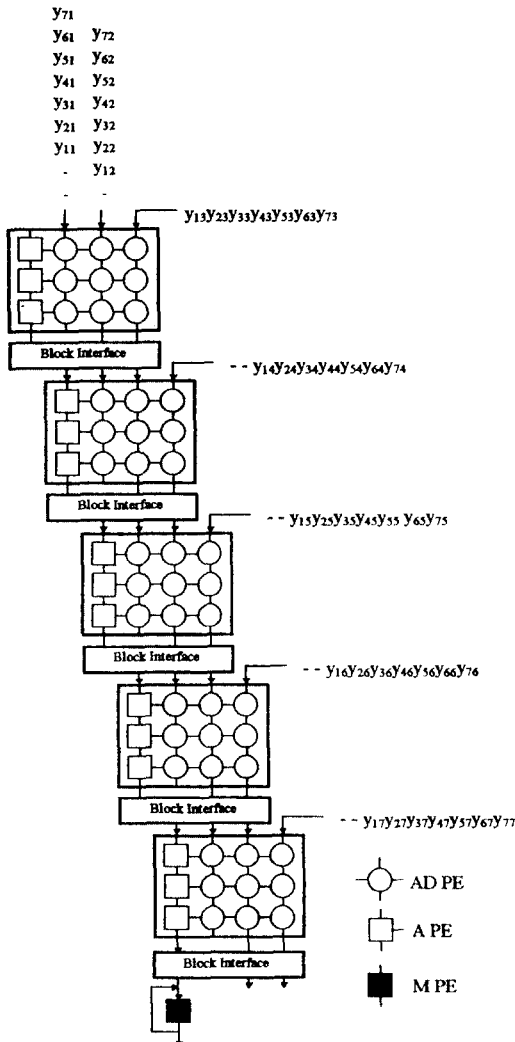 y71
y61 y72
y51 y62
y41 y52
y31 y42
y21 y32
y11 y22
- y12
- -
y13y23y33y43y53y63y73
Block Interface
- - y14y24y34y44y54y64y74
Block Interface
- - y15y25y35y45y55 y65y75
Block Interface
- - y16y26y36y46y56y66y76
Block Interface
- - y17y27y37y47y57y67y77
AD PE
A PE
Block Interface
M PE